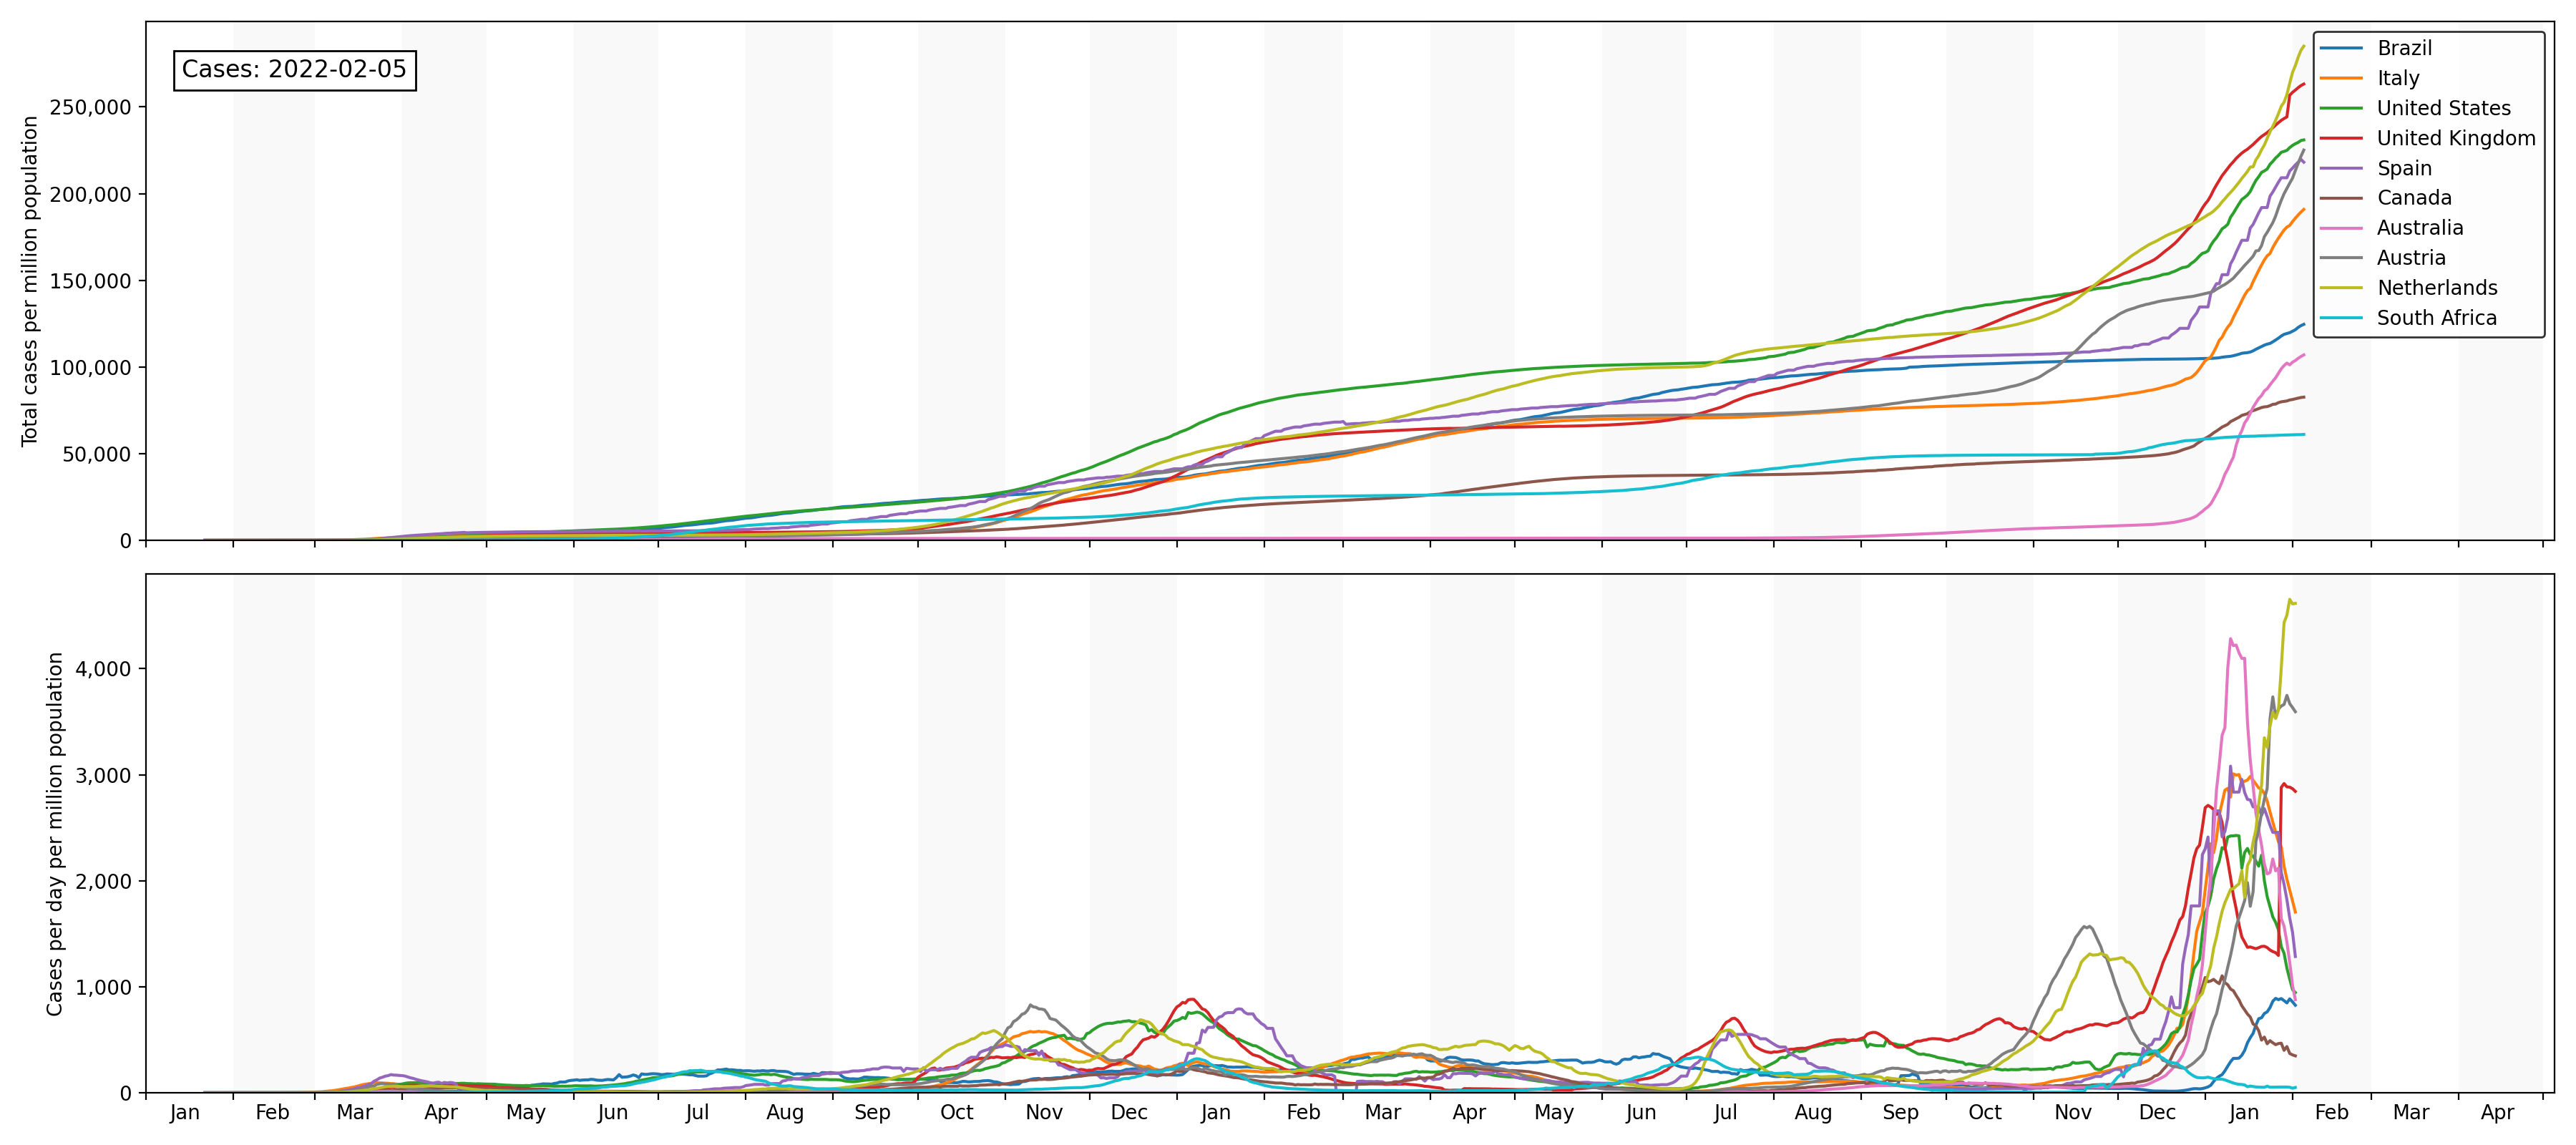 Cases: 2022-02-05
Total cases per million population
250,000
200,000
150,000
100,000
50,000
0
Brazil
Italy
United States
United Kingdom
Spain
Canada
Australia
Austria
Netherlands
South Africa
Cases per day per million population
4,000
3,000
2,000
1,000
0
Jan Feb Mar Apr May Jun Jul Aug Sep Oct Nov Dec Jan Feb Mar Apr May Jun Jul Aug Sep Oct Nov Dec Jan Feb Mar Apr